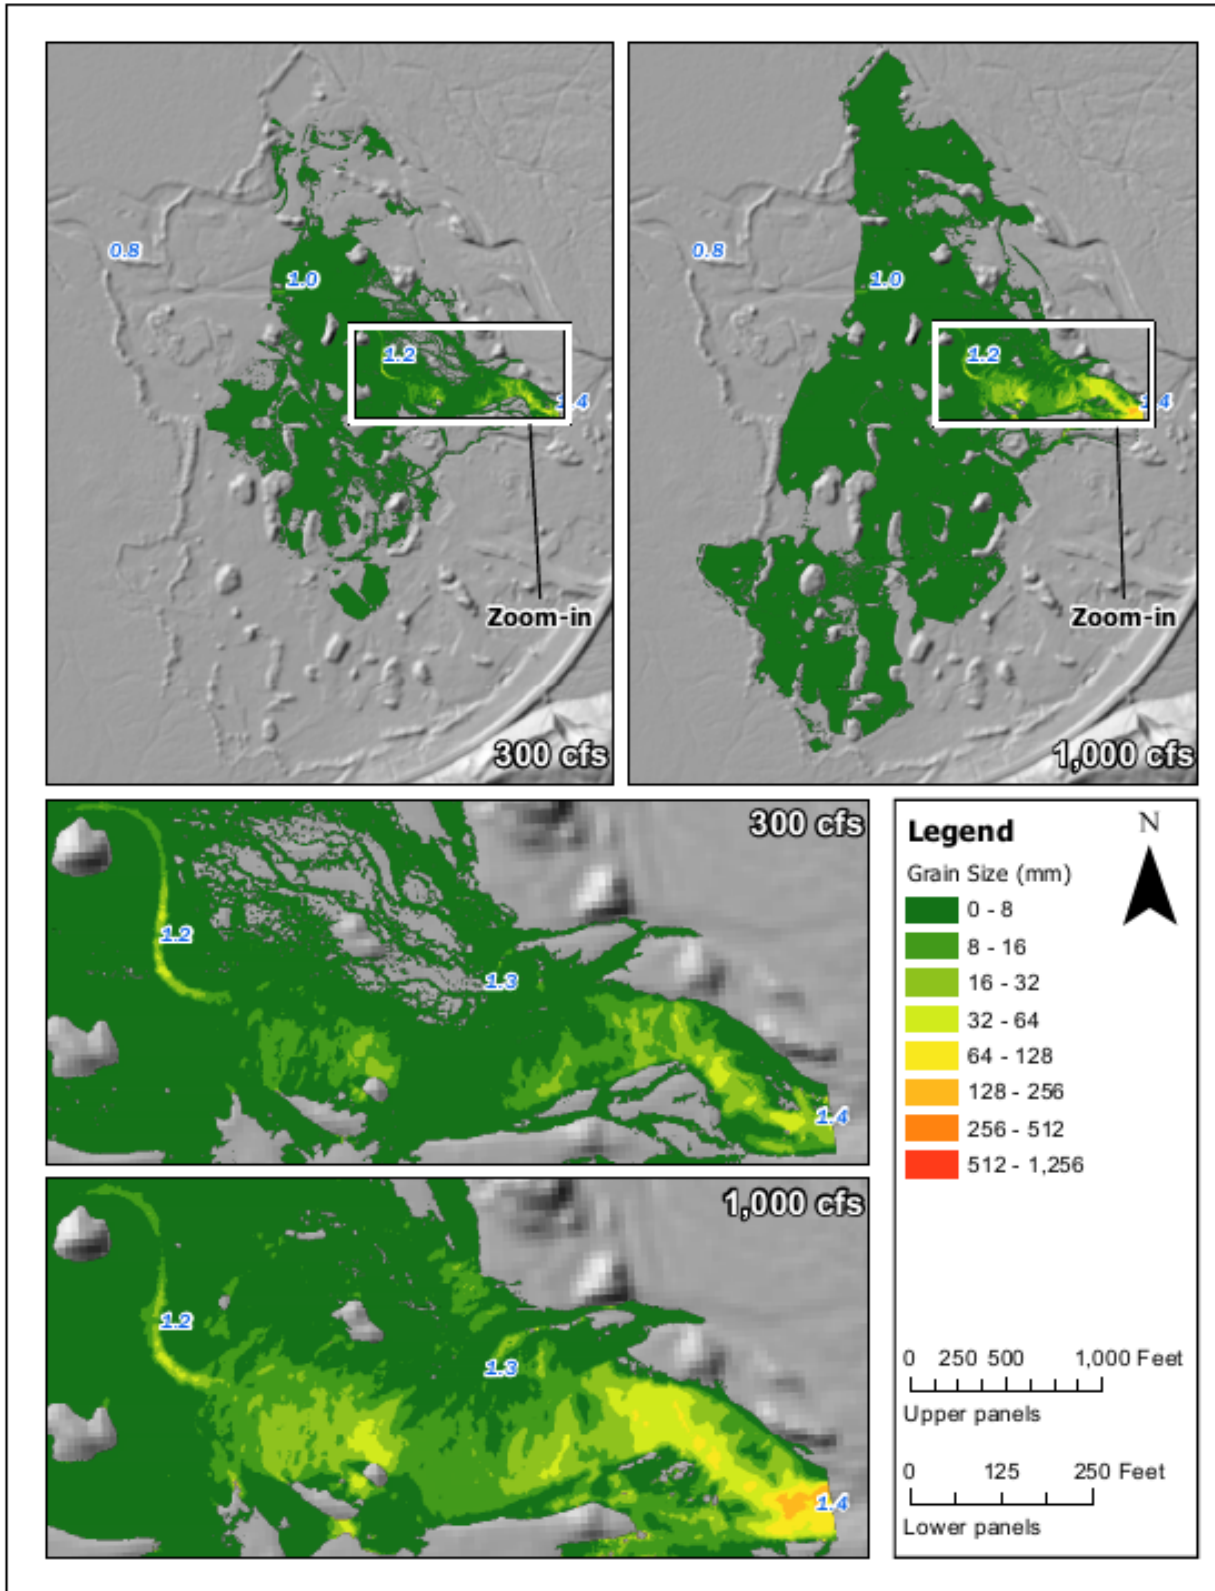 0.8
1.0
1.2
.4
Zoom-in
300 cfs
0.8
1.0
1.2
.4
Zoom-in
1,000 cfs
300 cfs
1.2
1.3
1.4
1,000 cfs
1.2
1.3
1.4
Legend
N
Grain Size (mm)
0 - 8
8 - 16
16 - 32
32 - 64
64 - 128
128 - 256
256 - 512
512 - 1,256
0 250 500 1,000 Feet
Upper panels
0 125 250 Feet
Lower panels